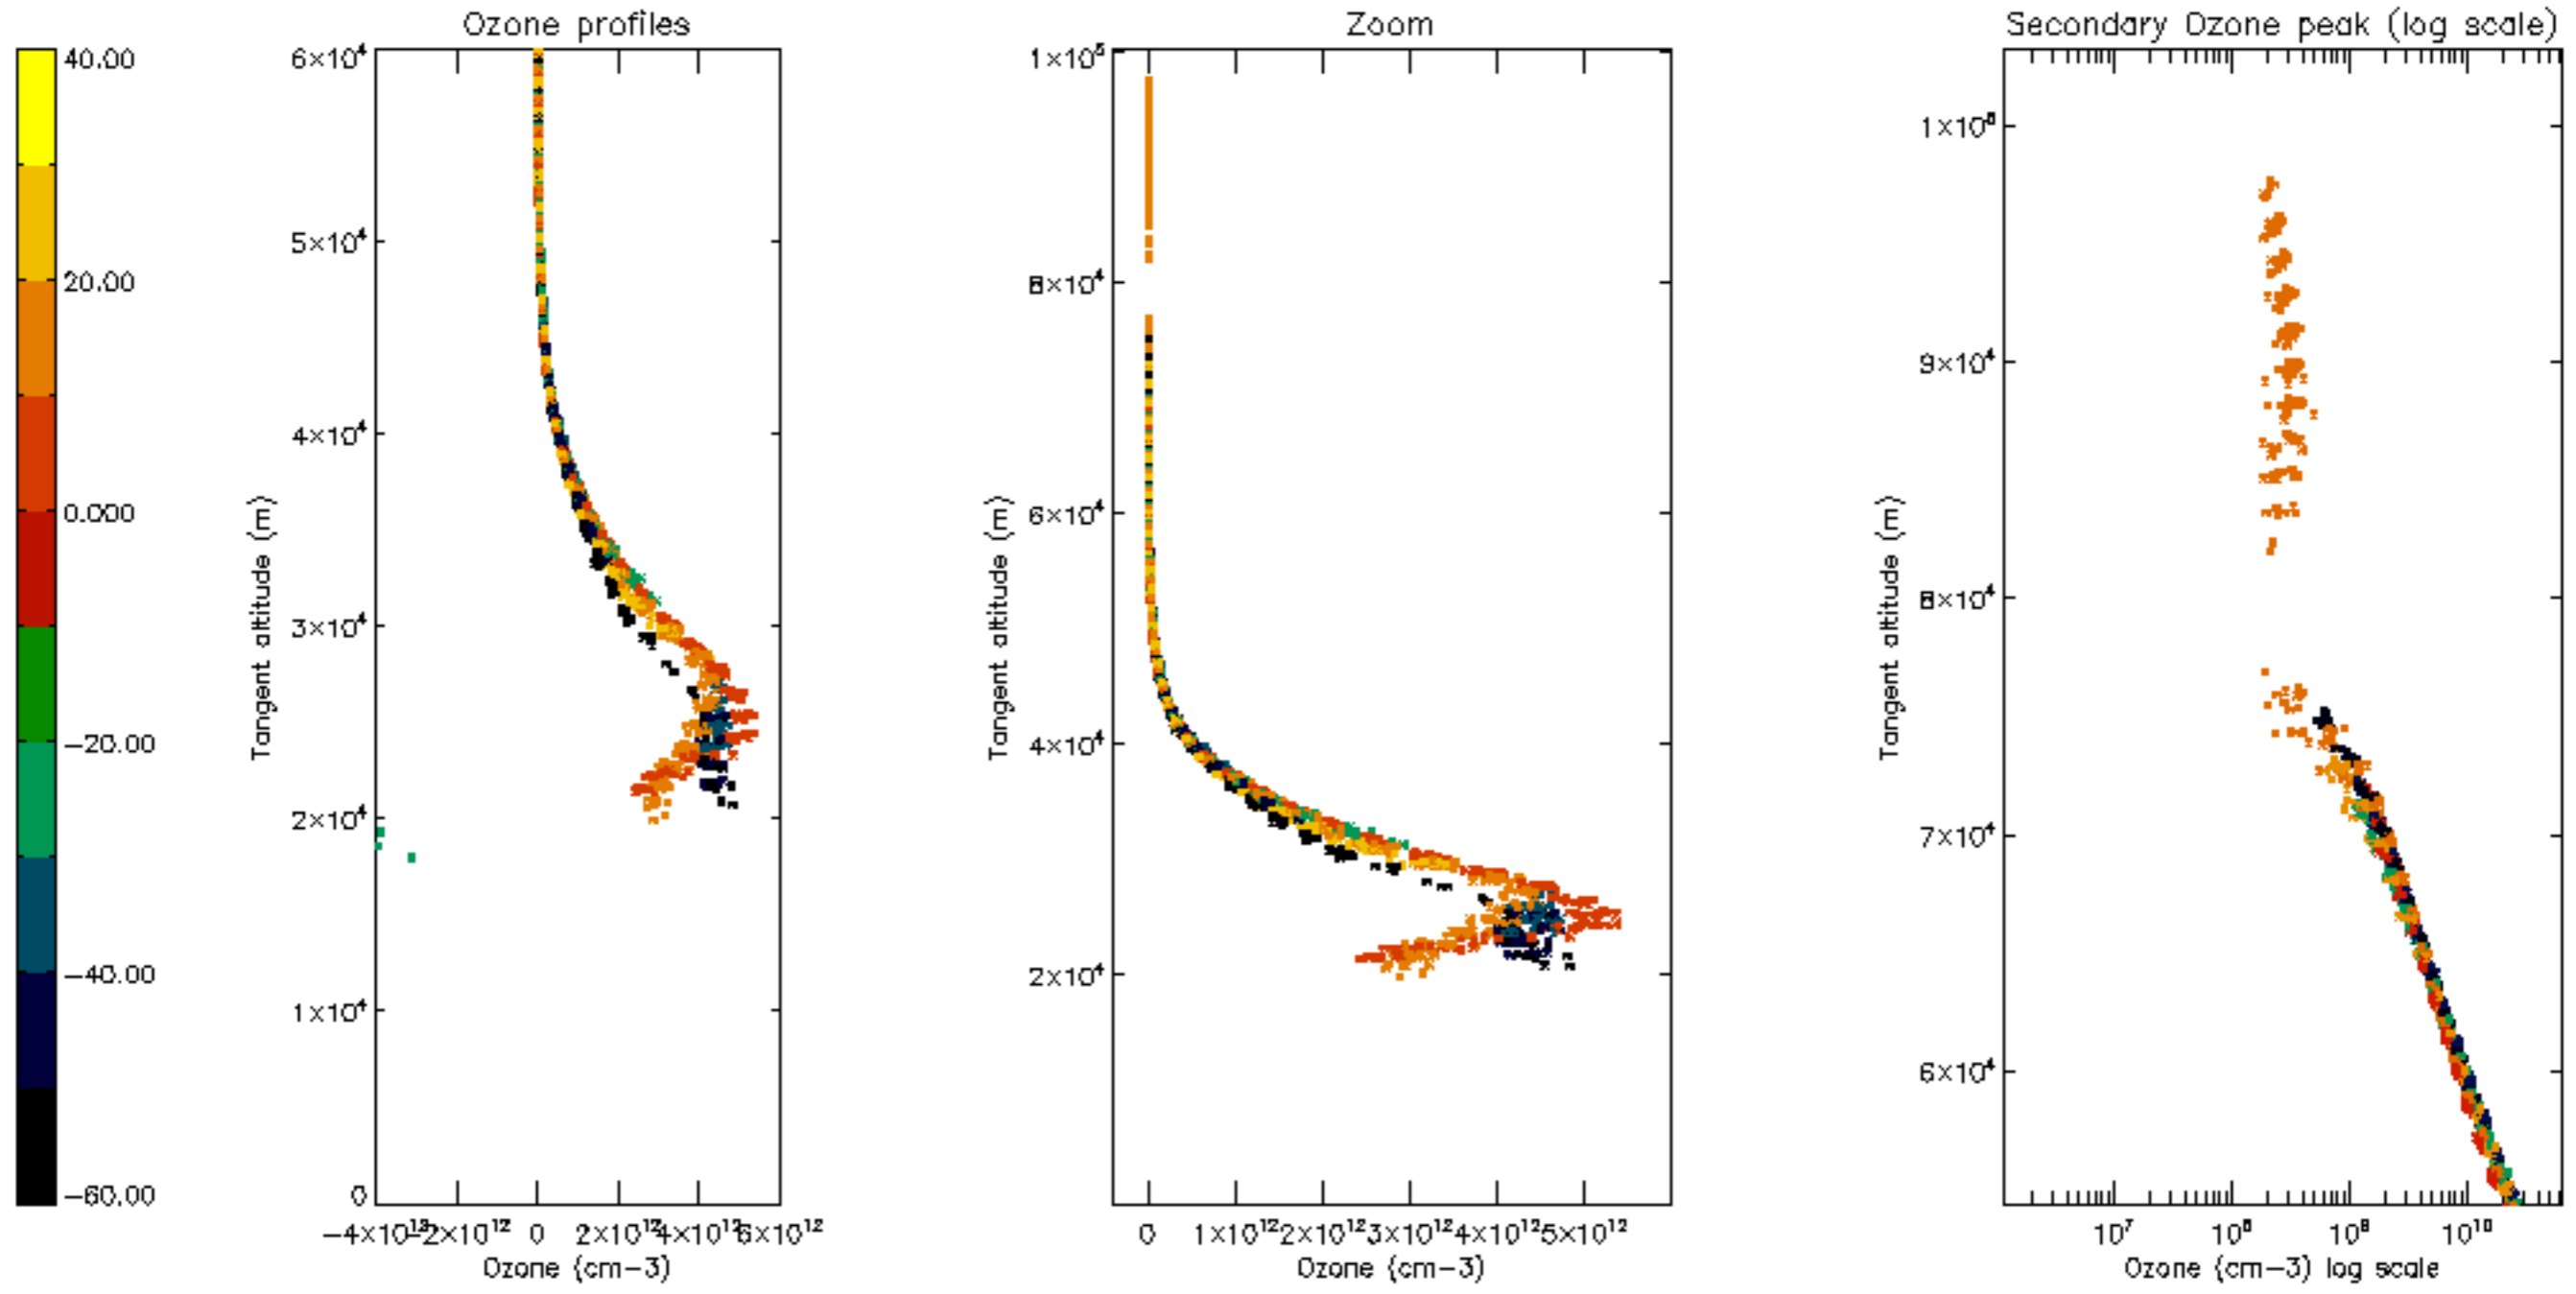 Ozone profiles
Zoom
Secondary Ozone peak (log scale)
40.00
20.00
0.000
−20.00
−40.00
−60.00
6×10⁴
5×10⁴
4×10⁴
3×10⁴
2×10⁴
1×10⁴
0
Tangent altitude (m)
−2×10¹² 0 2×10¹² 4×10¹² 6×10¹²
Ozone (cm−3)
1×10⁵
8×10⁴
6×10⁴
4×10⁴
2×10⁴
Tangent altitude (m)
0 1×10¹² 2×10¹² 3×10¹² 4×10¹² 5×10¹²
Ozone (cm−3)
1×10⁵
9×10⁴
8×10⁴
7×10⁴
6×10⁴
Tangent altitude (m)
10⁷ 10⁸ 10⁹ 10¹⁰
Ozone (cm−3) log scale